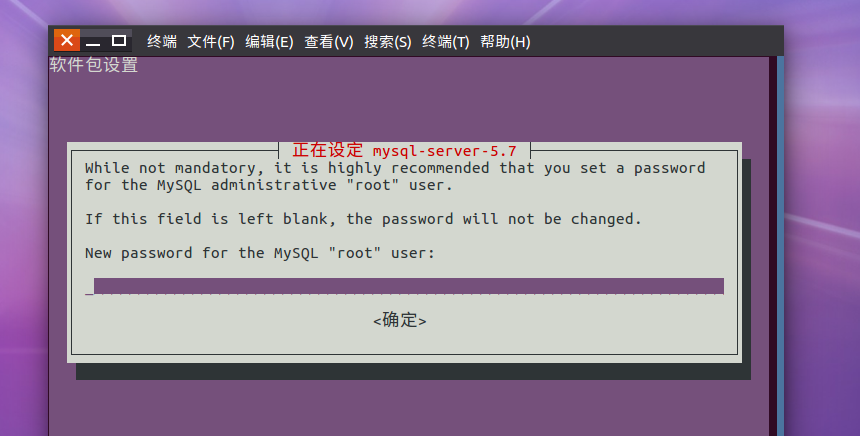 终端 文件(F) 编辑(E) 查看(V) 搜索(S) 终端(T) 帮助(H)
软件包设置
正在设定 mysql-server-5.7
While not mandatory, it is highly recommended that you set a password
for the MySQL administrative "root" user.
If this field is left blank, the password will not be changed.
New password for the MySQL "root" user:
<确定>